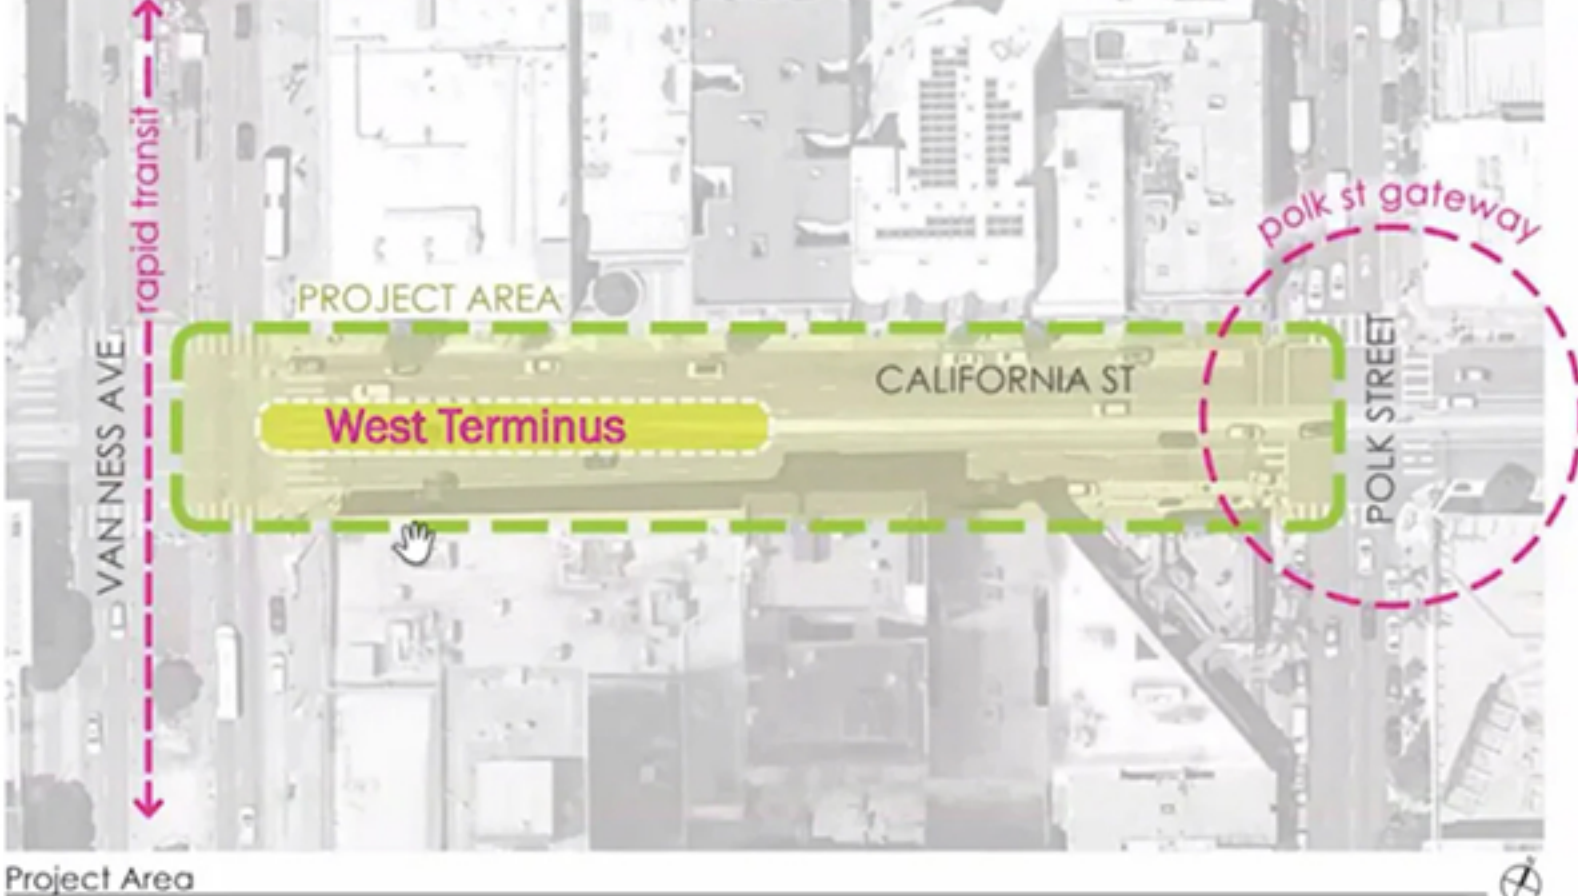 rapid transit
polk st gateway
PROJECT AREA
CALIFORNIA ST
West Terminus
VAN NESS AVE.
POLK STREET
Project Area